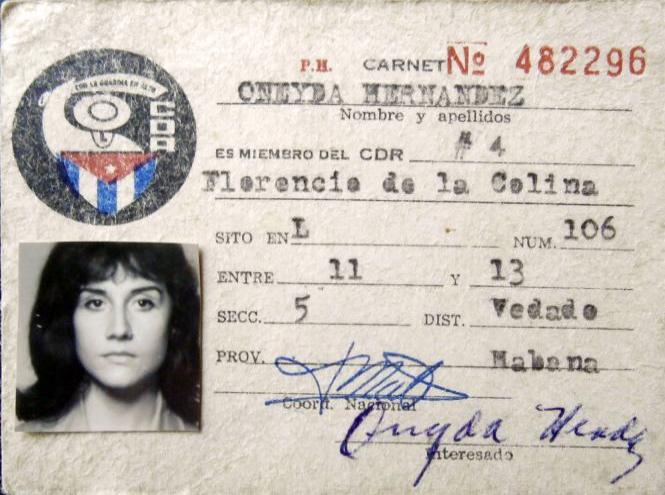 CON LA GUARDIA EN ALTO
CDR
P.H. CARNET Nº 482296
ONEYDA HERNANDEZ
Nombre y apellidos
ES MIEMBRO DEL CDR # 4
Florencio de la Colina
SITO EN L NUM. 106
ENTRE 11 Y 13
SECC. 5 DIST. Vedado
PROV. Habana
Coord. Nacional
Oneyda Hernandez
Interesado